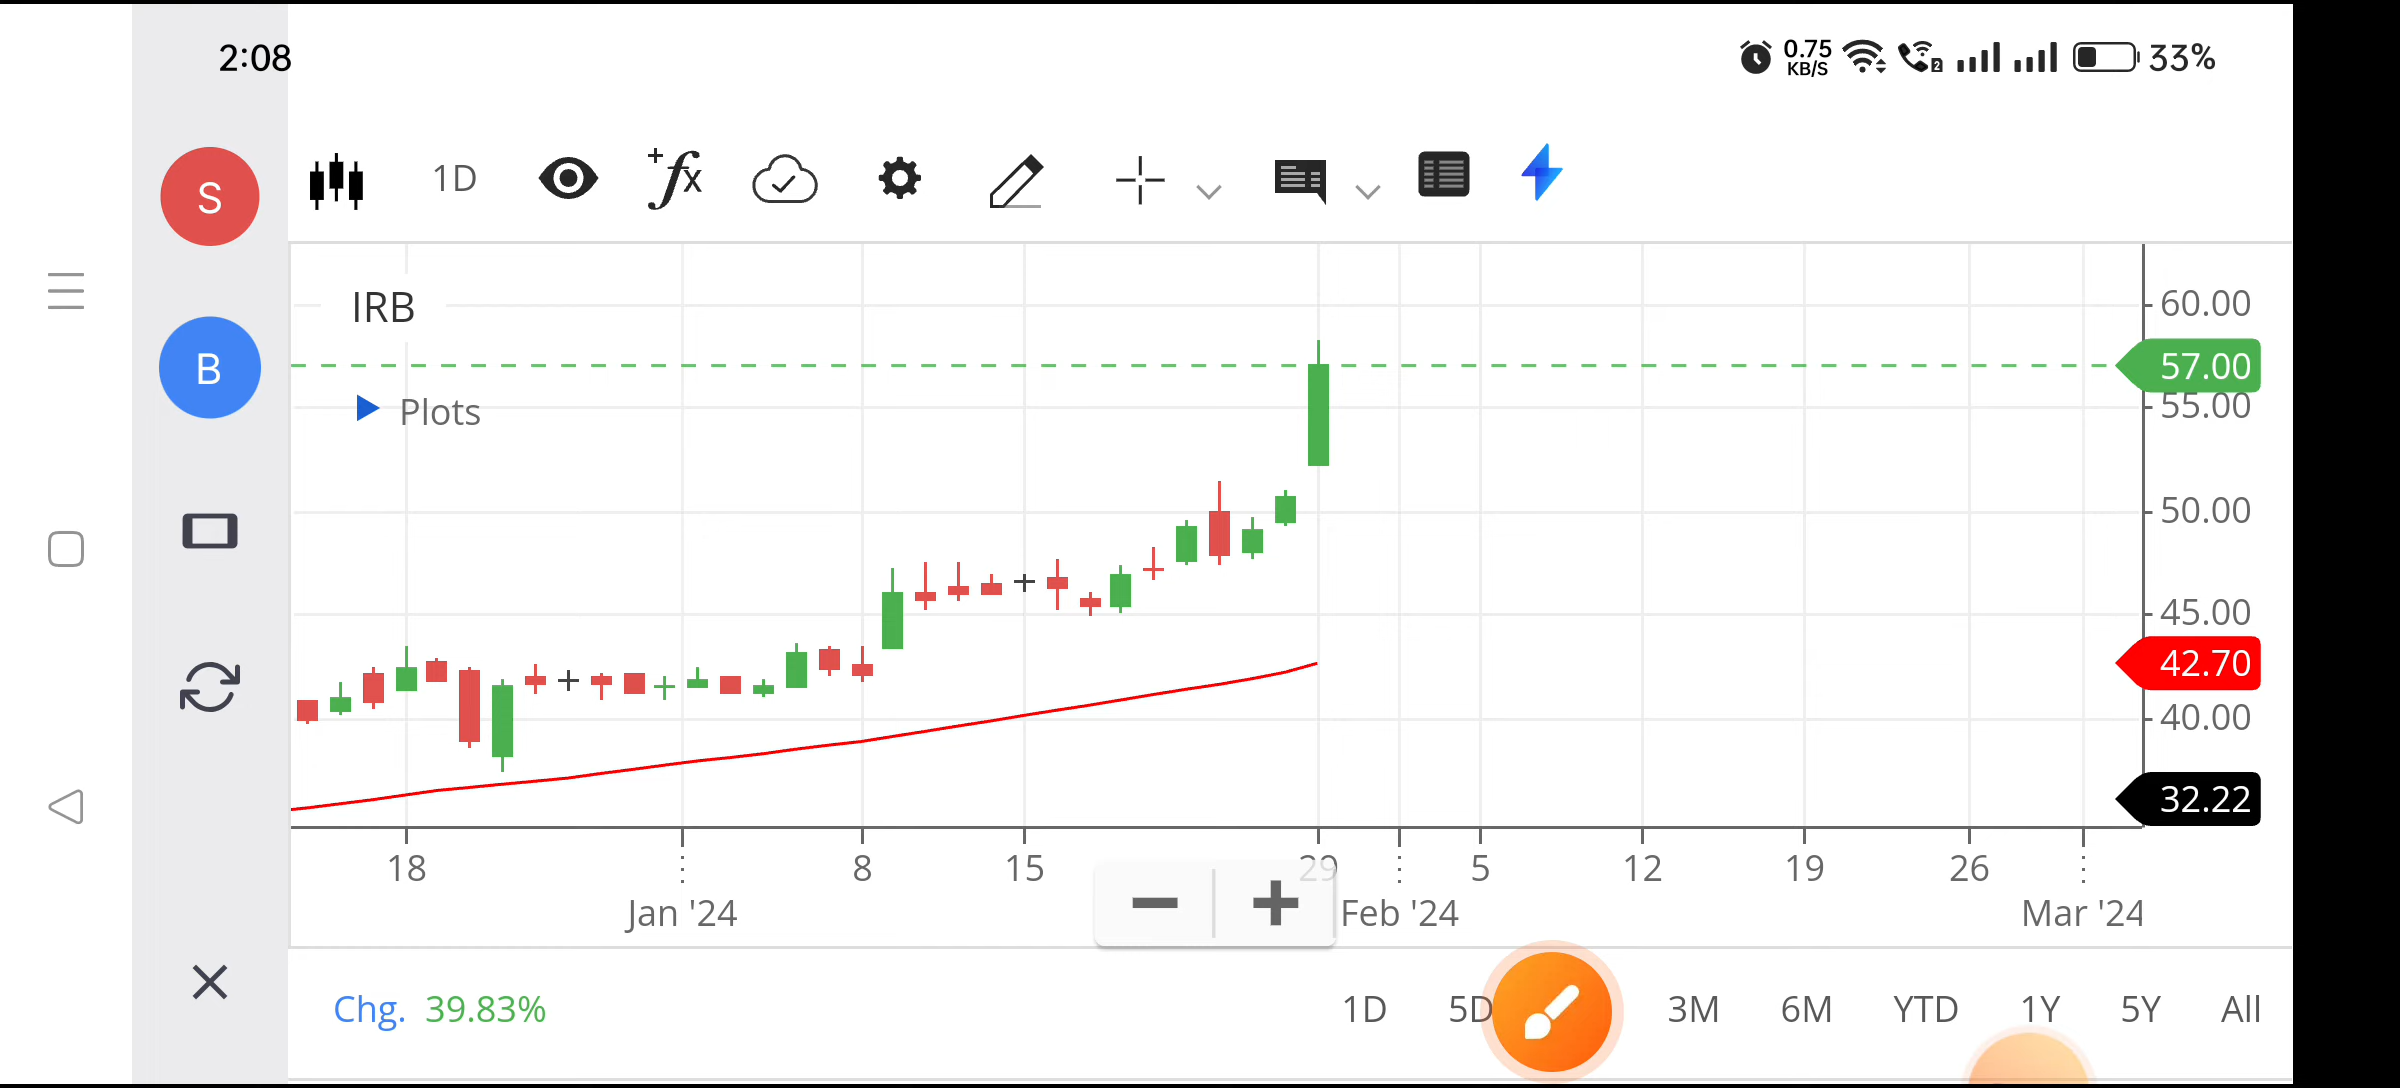 2:08
0.75
KB/S
2
33%
S
1D
fx
B
IRB
Plots
60.00
57.00
55.00
50.00
45.00
42.70
40.00
32.22
18
8
15
29
5
12
19
26
Jan '24
Feb '24
Mar '24
Chg. 39.83%
1D 5D 3M 6M YTD 1Y 5Y All